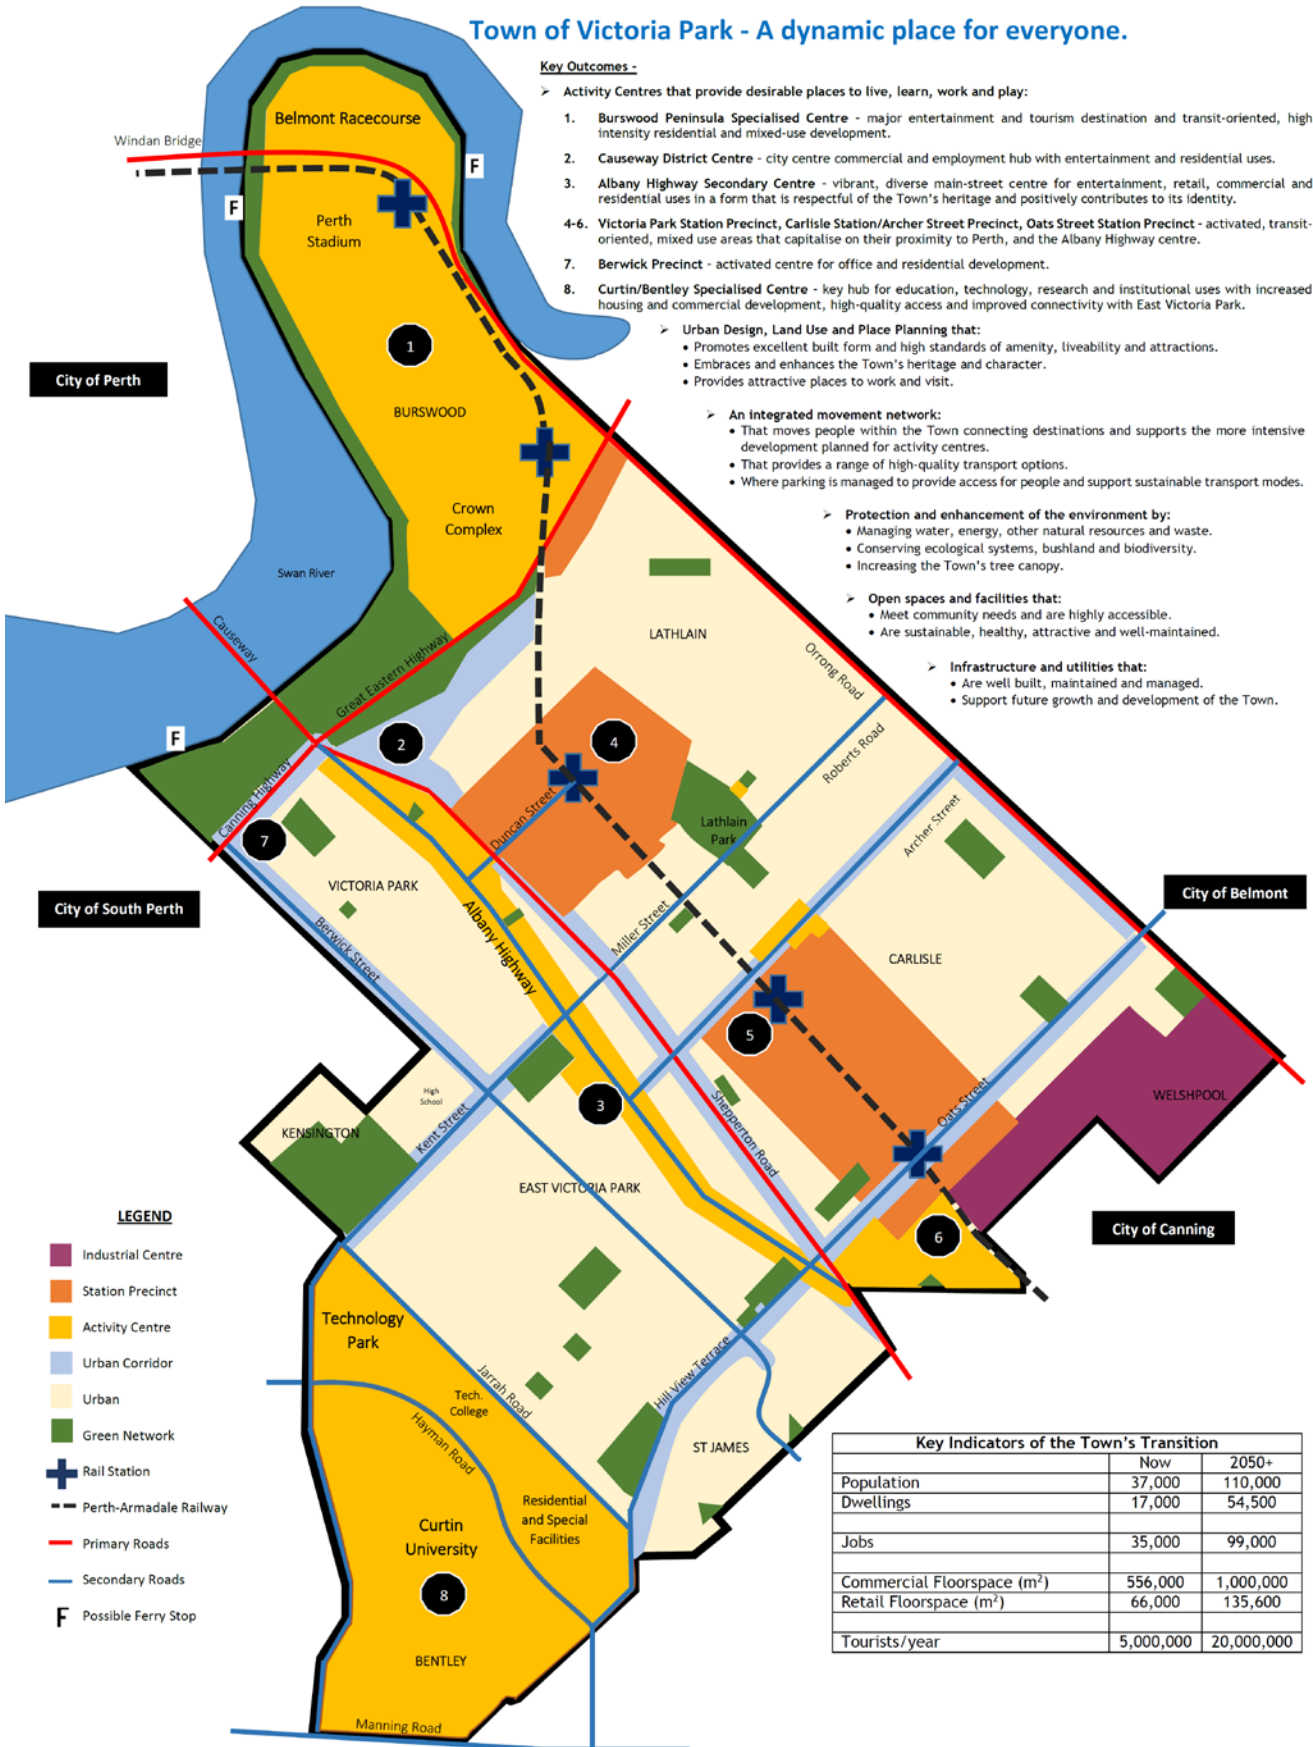 Town of Victoria Park - A dynamic place for everyone.
Key Outcomes -
➢ Activity Centres that provide desirable places to live, learn, work and play:
1. Burswood Peninsula Specialised Centre - major entertainment and tourism destination and transit-oriented, high
intensity residential and mixed-use development.
2. Causeway District Centre - city centre commercial and employment hub with entertainment and residential uses.
3. Albany Highway Secondary Centre - vibrant, diverse main-street centre for entertainment, retail, commercial and
residential uses in a form that is respectful of the Town's heritage and positively contributes to its identity.
4-6. Victoria Park Station Precinct, Carlisle Station/Archer Street Precinct, Oats Street Station Precinct - activated, transit-
oriented, mixed use areas that capitalise on their proximity to Perth, and the Albany Highway centre.
7. Berwick Precinct - activated centre for office and residential development.
8. Curtin/Bentley Specialised Centre - key hub for education, technology, research and institutional uses with increased
housing and commercial development, high-quality access and improved connectivity with East Victoria Park.
➢ Urban Design, Land Use and Place Planning that:
• Promotes excellent built form and high standards of amenity, liveability and attractions.
• Embraces and enhances the Town's heritage and character.
• Provides attractive places to work and visit.
➢ An integrated movement network:
• That moves people within the Town connecting destinations and supports the more intensive
development planned for activity centres.
• That provides a range of high-quality transport options.
• Where parking is managed to provide access for people and support sustainable transport modes.
➢ Protection and enhancement of the environment by:
• Managing water, energy, other natural resources and waste.
• Conserving ecological systems, bushland and biodiversity.
• Increasing the Town's tree canopy.
➢ Open spaces and facilities that:
• Meet community needs and are highly accessible.
• Are sustainable, healthy, attractive and well-maintained.
➢ Infrastructure and utilities that:
• Are well built, maintained and managed.
• Support future growth and development of the Town.
Belmont Racecourse
Windan Bridge
F
F
Perth
Stadium
1
City of Perth
BURSWOOD
Crown
Complex
Swan River
Causeway
Great Eastern Highway
LATHLAIN
Orrong Road
F
2
4
Roberts Road
Canning Highway
Duncan Street
Lathlain
Park
Archer Street
7
VICTORIA PARK
City of South Perth
City of Belmont
Albany Highway
Miller Street
Berwick Street
CARLISLE
5
High
School
3
Shepperton Road
Oats Street
WELSHPOOL
KENSINGTON
Kent Street
EAST VICTORIA PARK
City of Canning
6
LEGEND
Industrial Centre
Station Precinct
Activity Centre
Urban Corridor
Urban
Green Network
Rail Station
Perth-Armadale Railway
Primary Roads
Secondary Roads
F Possible Ferry Stop
Technology
Park
Jarrah Road
Tech.
College
Hill View Terrace
Hayman Road
ST JAMES
Residential
and Special
Facilities
Curtin
University
8
BENTLEY
Manning Road
Key Indicators of the Town's Transition
Now 2050+
Population 37,000 110,000
Dwellings 17,000 54,500
Jobs 35,000 99,000
Commercial Floorspace (m²) 556,000 1,000,000
Retail Floorspace (m²) 66,000 135,600
Tourists/year 5,000,000 20,000,000